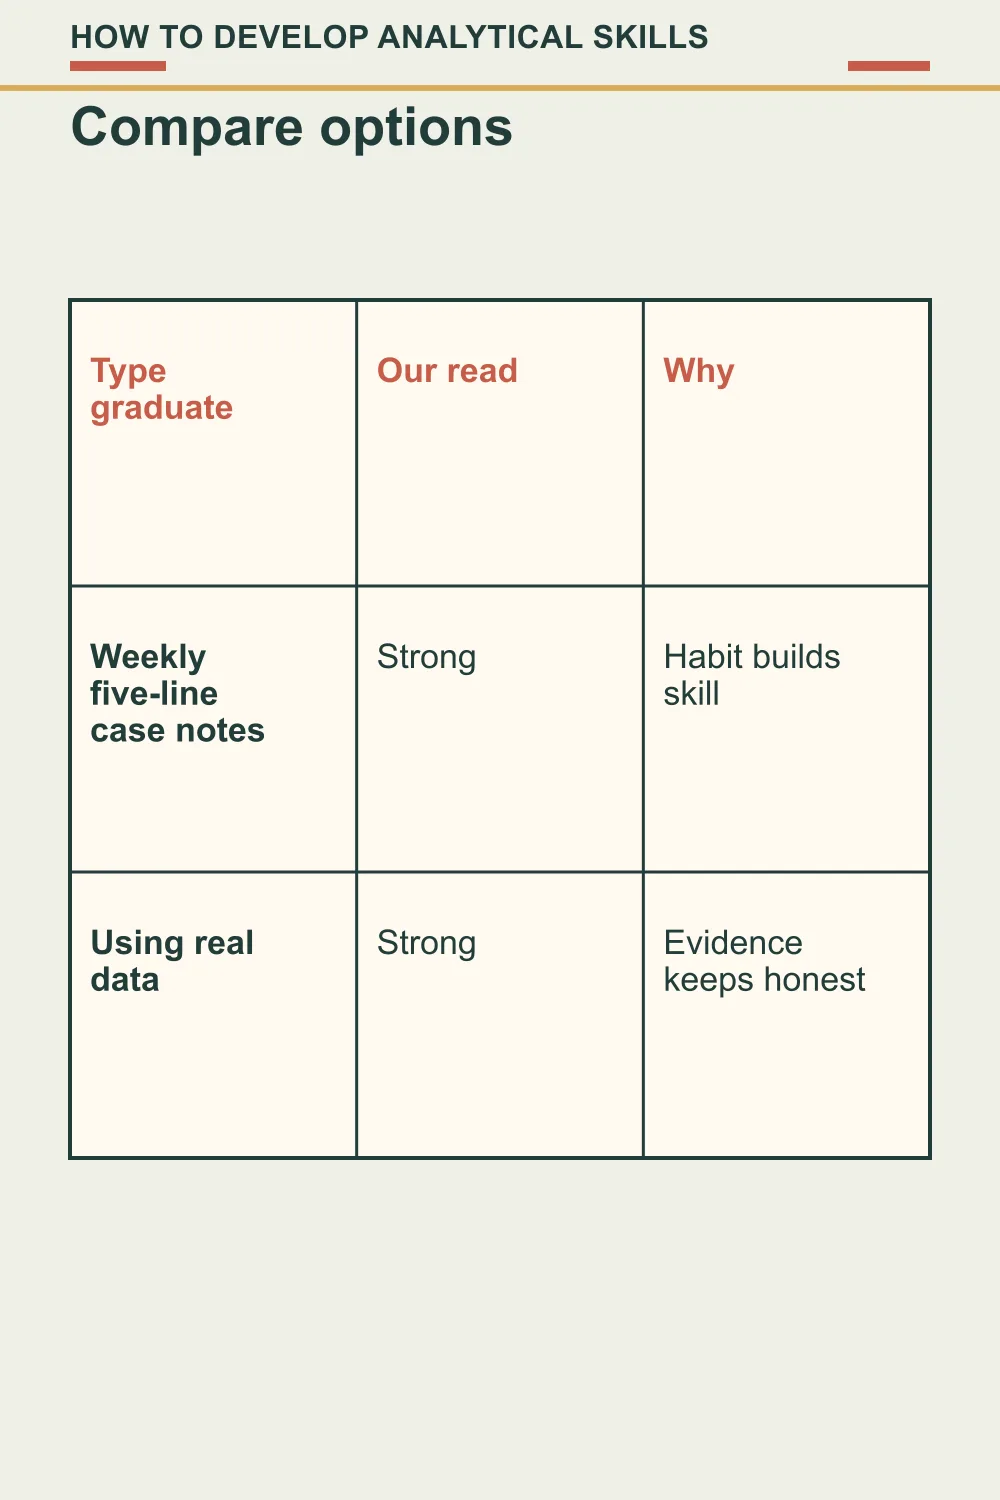 HOW TO DEVELOP ANALYTICAL SKILLS
Compare options
Type
graduate
Our read
Why
Weekly
five-line
case notes
Strong
Habit builds
skill
Using real
data
Strong
Evidence
keeps honest